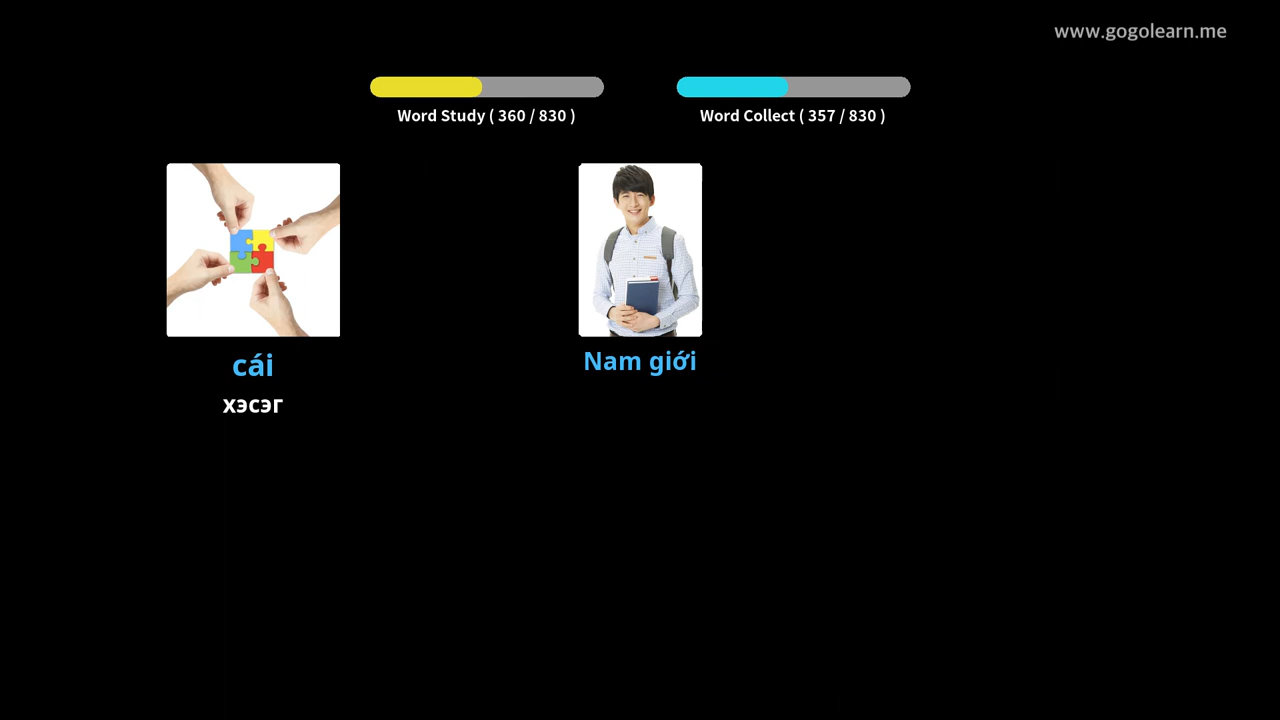 www.gogolearn.me
Word Study ( 360 / 830 )
Word Collect ( 357 / 830 )
cái
хэсэг
Nam giới